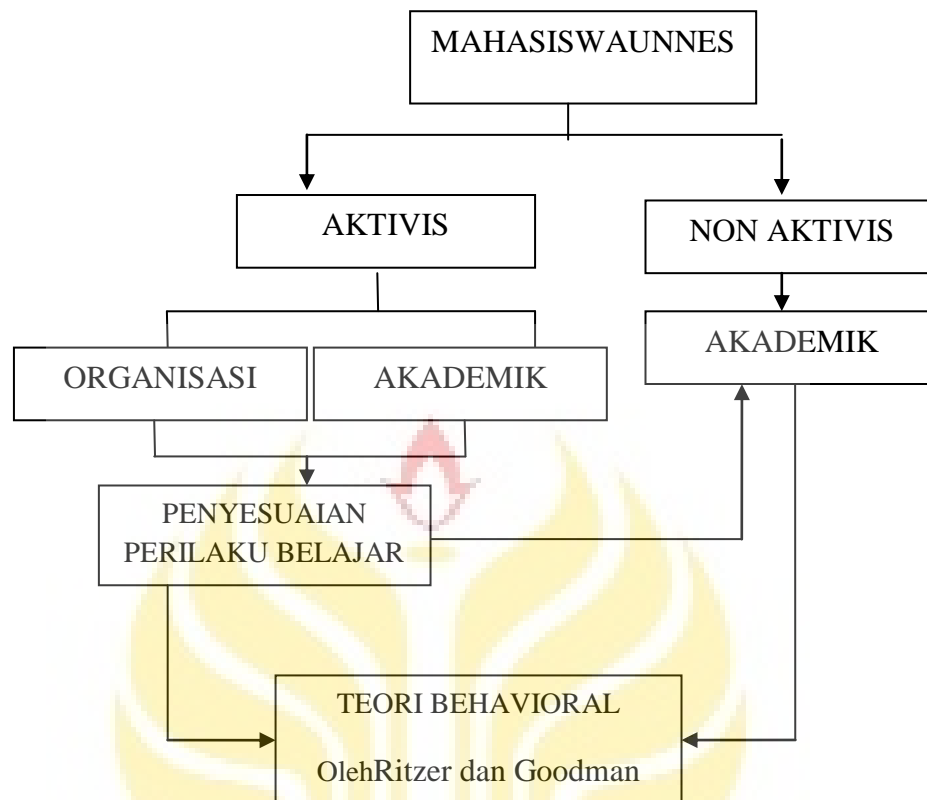 MAHASISWAUNNES
AKTIVIS
NON AKTIVIS
ORGANISASI
AKADEMIK
AKADEMIK
PENYESUAIAN
PERILAKU BELAJAR
TEORI BEHAVIORAL
OlehRitzer dan Goodman